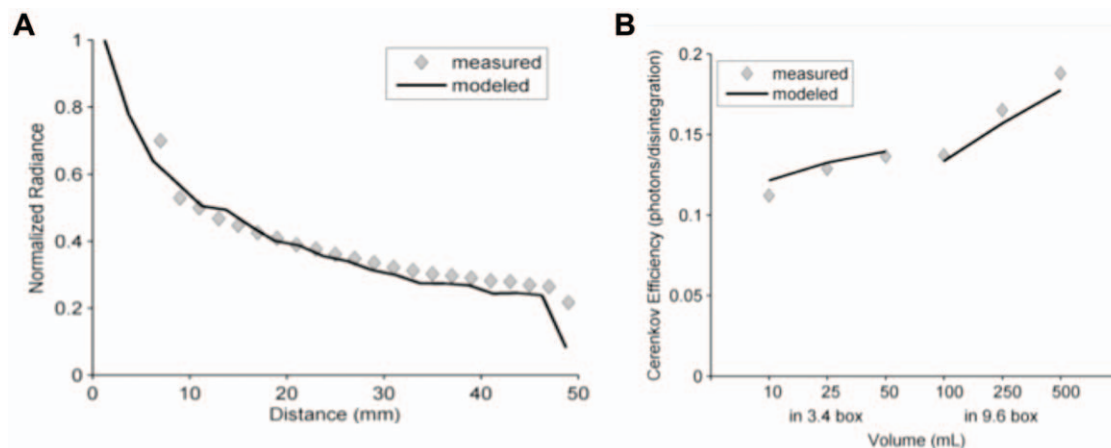 A
1
0.8
0.6
0.4
0.2
0
Normalized Radiance
measured
modeled
0 10 20 30 40 50
Distance (mm)
B
0.2
0.15
0.1
0.05
0
Cerenkov Efficiency (photons/disintegration)
measured
modeled
10 25 50 100 250 500
in 3.4 box in 9.6 box
Volume (mL)